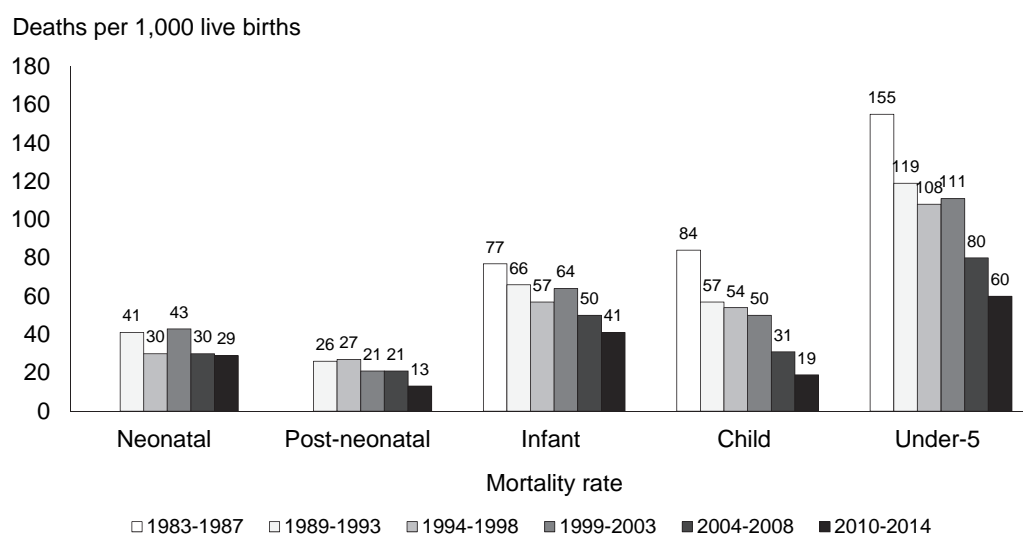 Deaths per 1,000 live births
180
160
140
120
100
80
60
40
20
0
41 30 43 30 29
26 27 21 21 13
77 66 57 64 50 41
84 57 54 50 31 19
155 119 108 111 80 60
Neonatal Post-neonatal Infant Child Under-5
Mortality rate
1983-1987 1989-1993 1994-1998 1999-2003 2004-2008 2010-2014